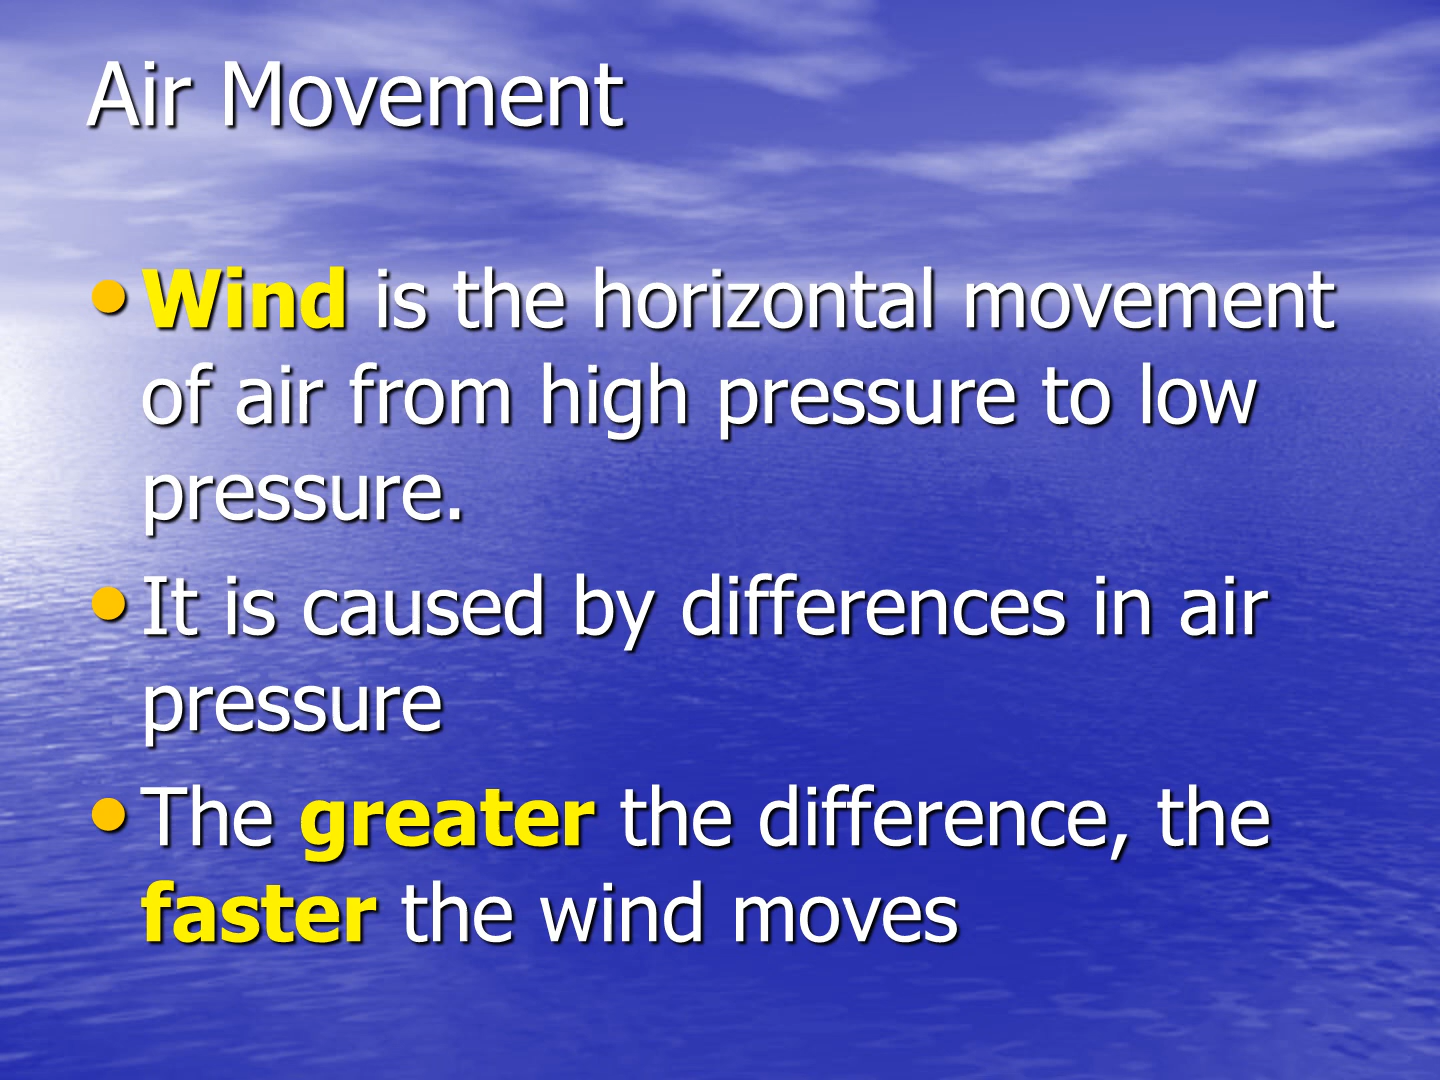 Air Movement
• Wind is the horizontal movement
of air from high pressure to low
pressure.
• It is caused by differences in air
pressure
• The greater the difference, the
faster the wind moves